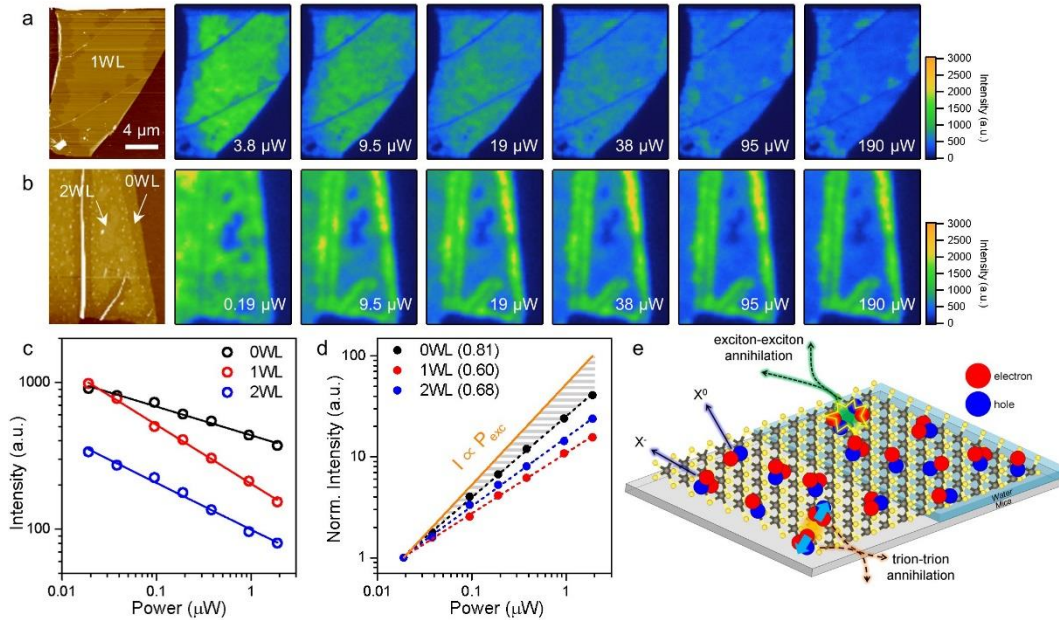 a
1WL
4 μm
3.8 μW
9.5 μW
19 μW
38 μW
95 μW
190 μW
3000
2500
2000
1500
1000
500
0
Intensity (a.u.)
b
2WL
0WL
0.19 μW
9.5 μW
19 μW
38 μW
95 μW
190 μW
3000
2500
2000
1500
1000
500
0
Intensity (a.u.)
c
0WL
1WL
2WL
1000
100
Intensity (a.u.)
0.01
0.1
1
Power (μW)
d
0WL (0.81)
1WL (0.60)
2WL (0.68)
I ∝ P exc
100
10
1
Norm. Intensity (a.u.)
0.01
0.1
1
Power (μW)
e
exciton-exciton
annihilation
electron
hole
X⁰
X⁻
Water
Mica
trion-trion
annihilation